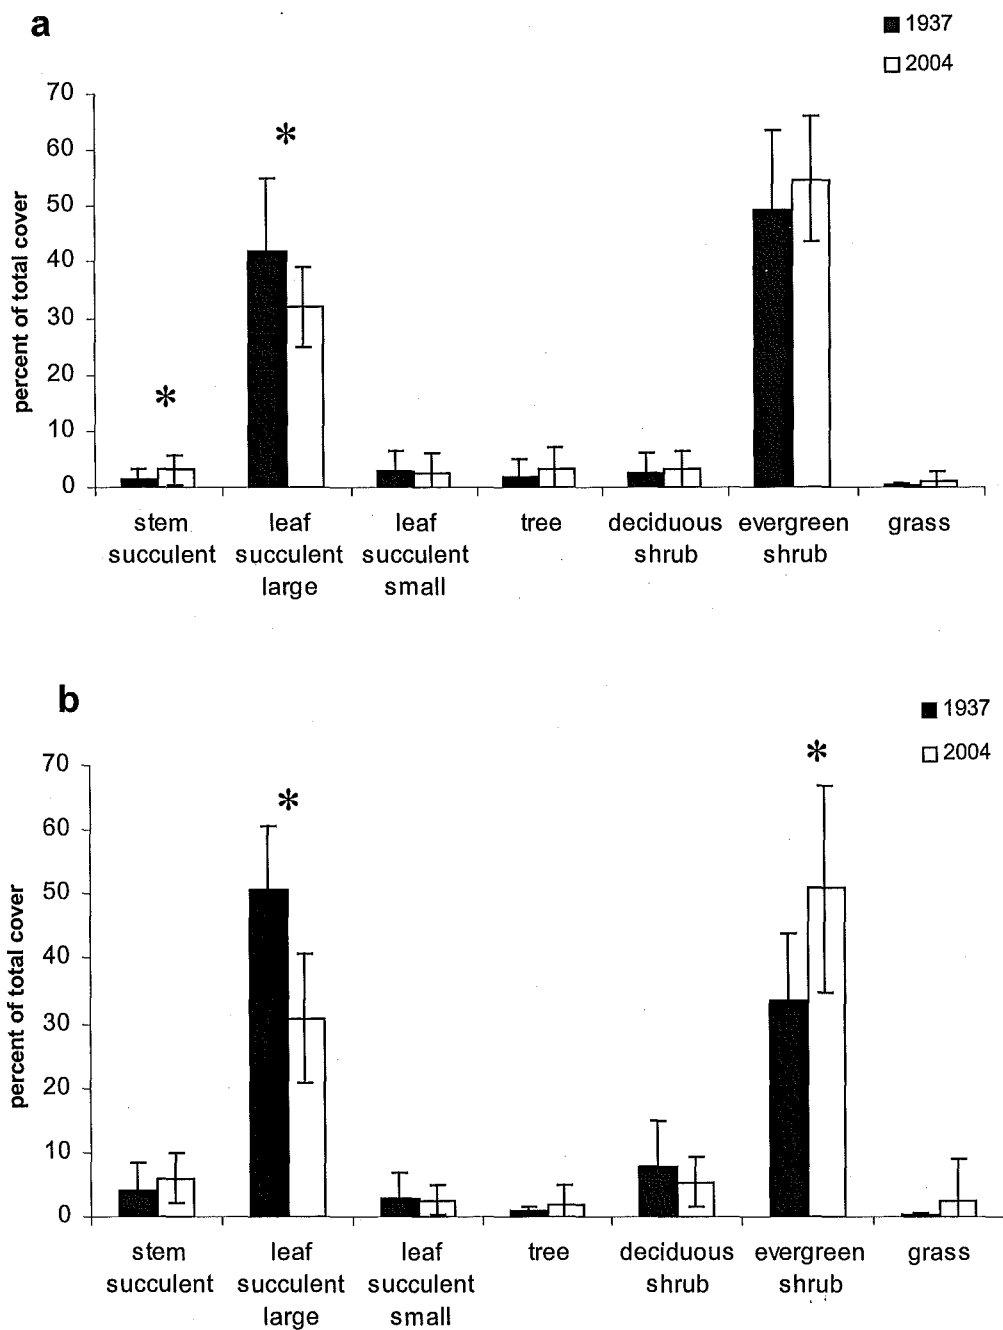 a
1937
2004
70
60
50
40
30
20
10
0
percent of total cover
*
*
stem leaf leaf tree deciduous evergreen grass
succulent succulent succulent shrub shrub
large small
b
1937
2004
70
60
50
40
30
20
10
0
percent of total cover
*
*
stem leaf leaf tree deciduous evergreen grass
succulent succulent succulent shrub shrub
large small